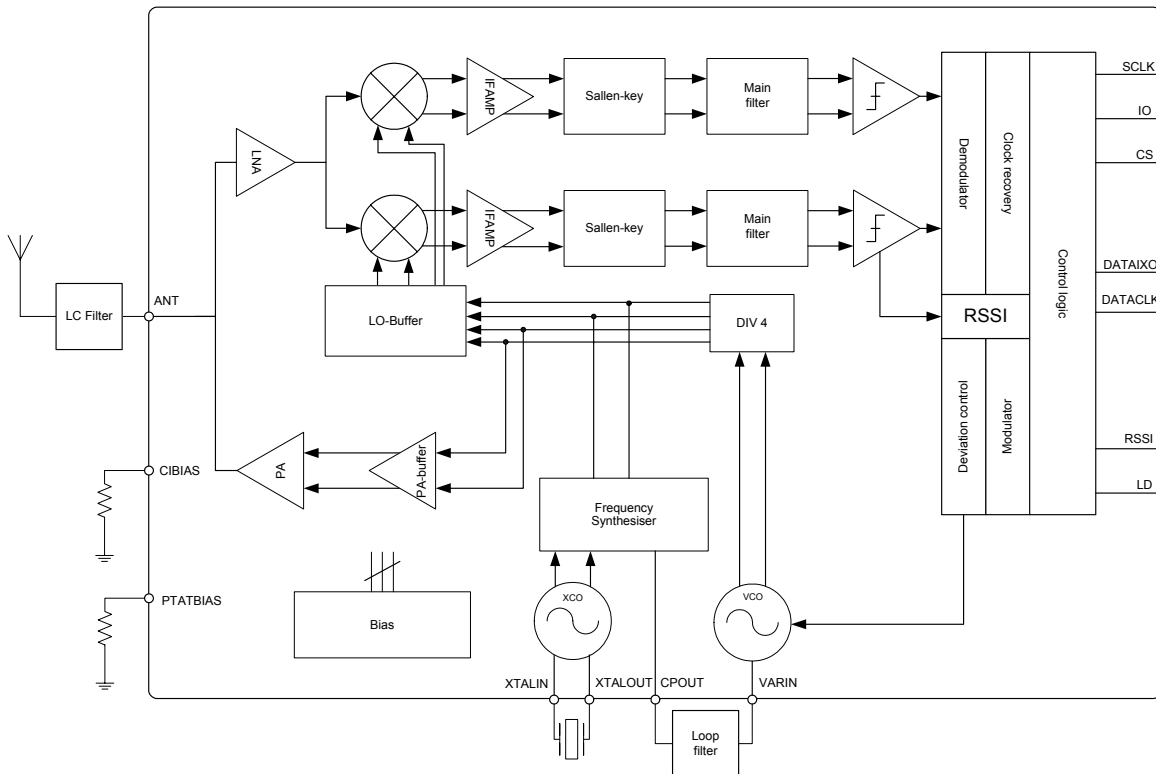 IFAMP
Sallen-key
Main
filter
SCLK
IO
CS
LNA
Demodulator
Clock recovery
IFAMP
Sallen-key
Main
filter
Control logic
DATAIXO
DATACLK
ANT
LC Filter
LO-Buffer
DIV 4
RSSI
PA
PA-buffer
Deviation control
Modulator
RSSI
LD
CIBIAS
Frequency
Synthesiser
PTATBIAS
Bias
XCO
VCO
XTALIN
XTALOUT
CPOUT
VARIN
Loop
filter